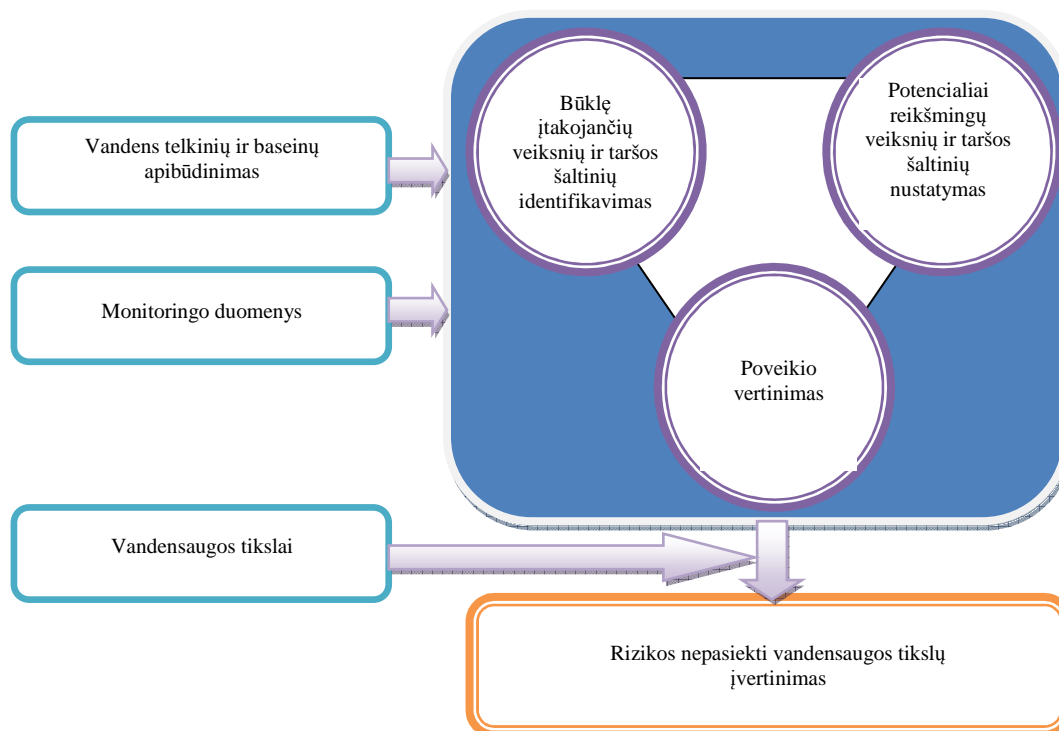 Būklę
įtakojančių
veiksnių ir taršos
šaltinių
identifikavimas
Potencialiai
reikšmingų
veiksnių ir taršos
šaltinių
nustatymas
Vandens telkinių ir baseinų
apibūdinimas
Monitoringo duomenys
Poveikio
vertinimas
Vandensaugos tikslai
Rizikos nepasiekti vandensaugos tikslų
įvertinimas